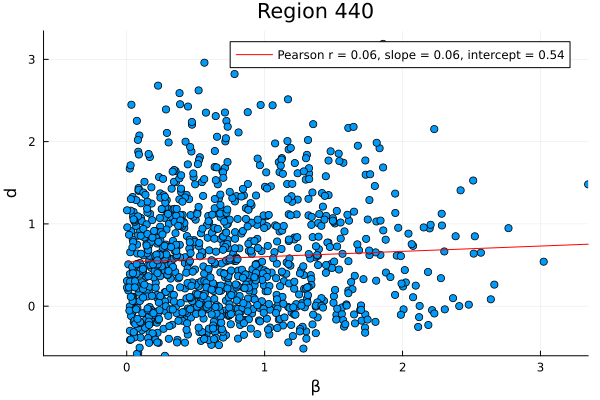 Region 440
Pearson r = 0.06, slope = 0.06, intercept = 0.54
3
2
1
0
d
0 1 2 3
β